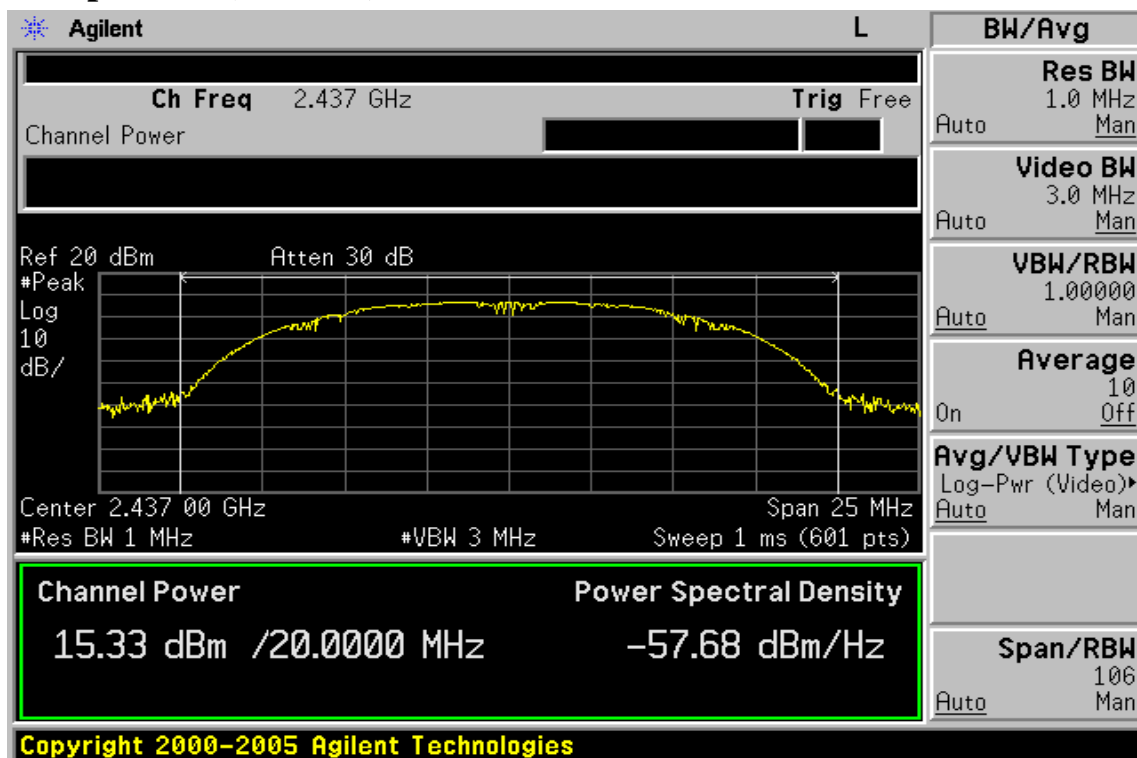 Agilent L
Ch Freq 2.437 GHz Trig Free
Channel Power
Ref 20 dBm Atten 30 dB
#Peak
Log
10
dB/
Center 2.437 00 GHz Span 25 MHz
#Res BW 1 MHz #VBW 3 MHz Sweep 1 ms (601 pts)
Channel Power Power Spectral Density
15.33 dBm /20.0000 MHz −57.68 dBm/Hz
Copyright 2000-2005 Agilent Technologies
BW/Avg
Res BW
1.0 MHz
Auto Man
Video BW
3.0 MHz
Auto Man
VBW/RBW
1.00000
Auto Man
Average
10
On Off
Avg/VBW Type
Log-Pwr (Video)
Auto Man
Span/RBW
106
Auto Man